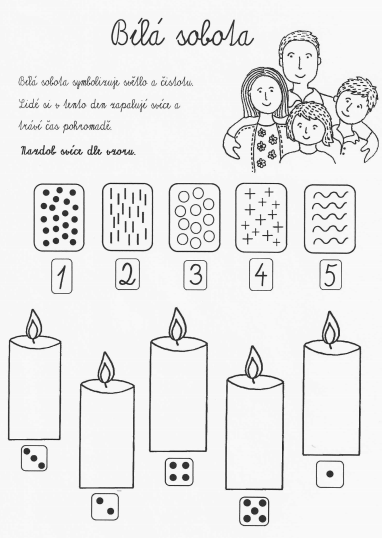 Bílá sobota
Bílá sobota symbolizuje světlo a čistotu.
Lidé si v tento den zapalují svíce a
tráví čas pohromadě.
Nazdob svíce dle vzoru.
1 2 3 4 5